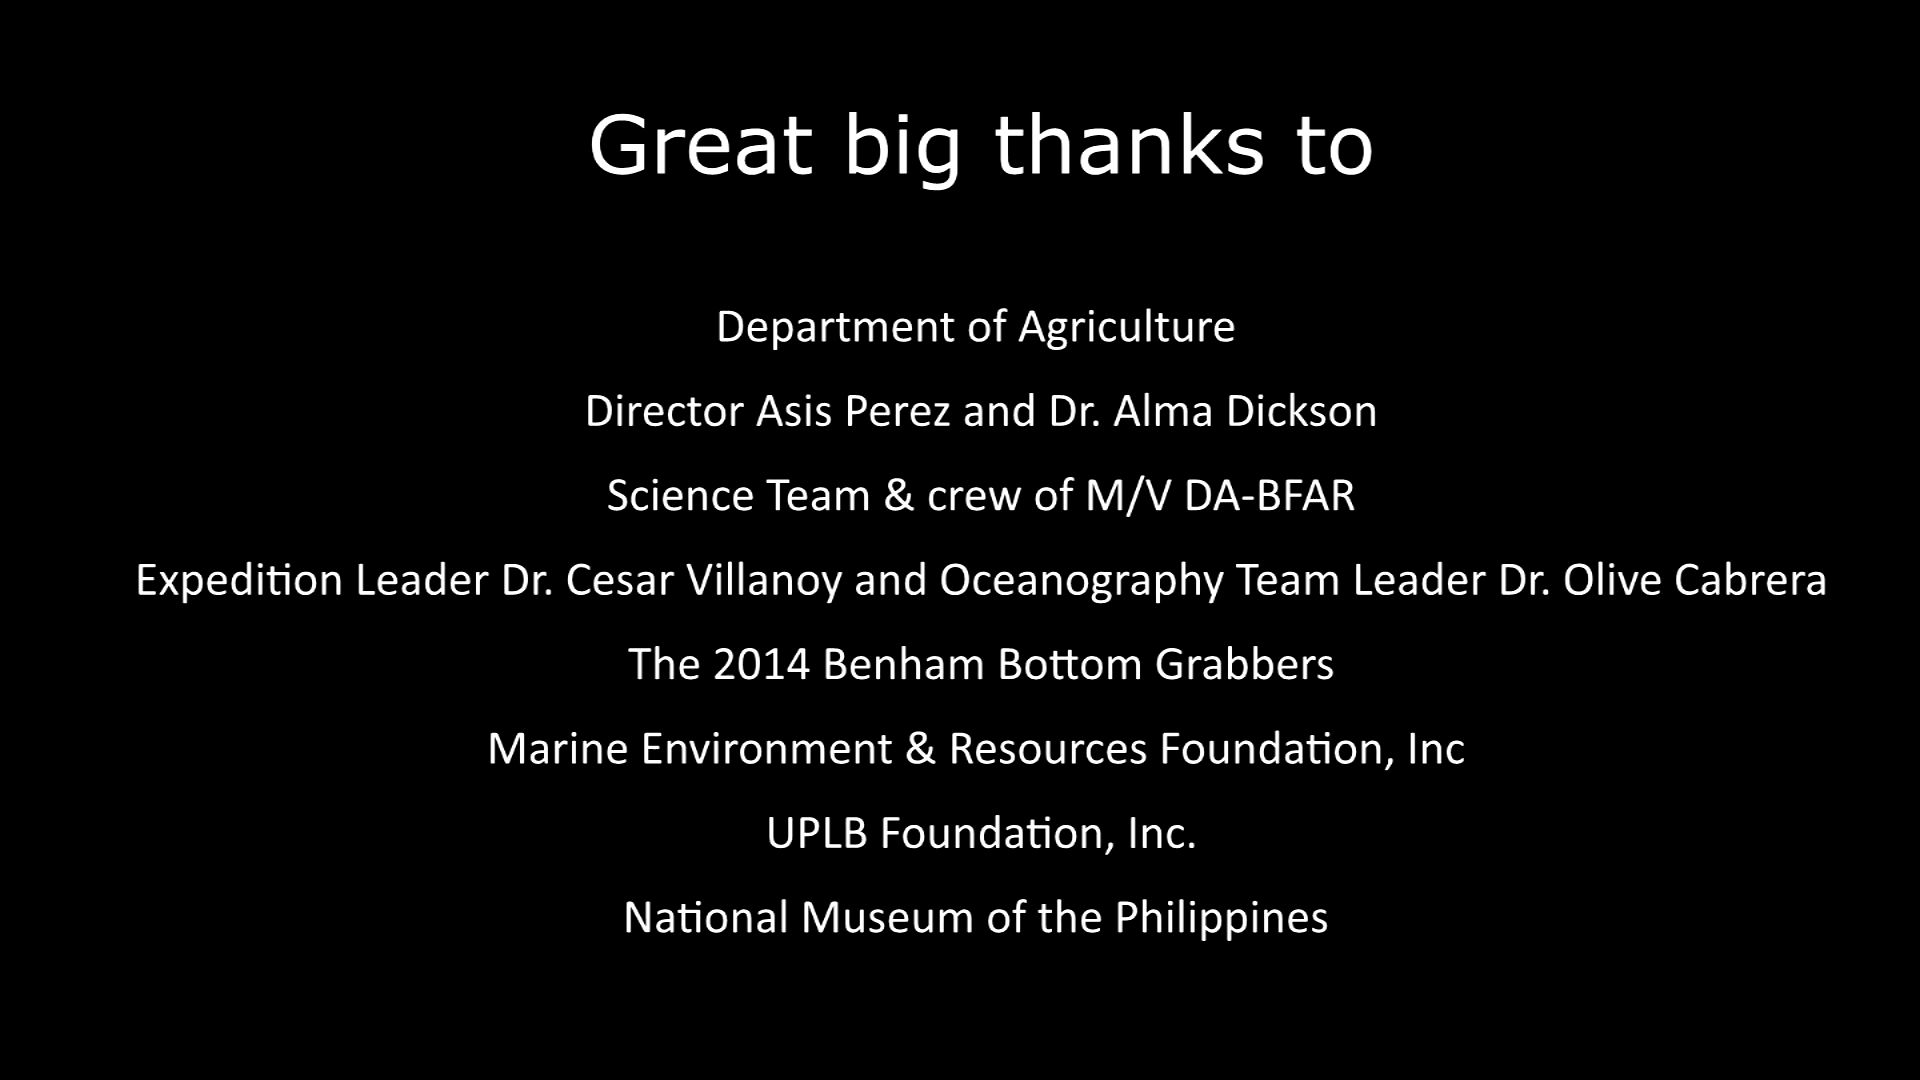 Great big thanks to
Department of Agriculture
Director Asis Perez and Dr. Alma Dickson
Science Team & crew of M/V DA-BFAR
Expedition Leader Dr. Cesar Villanoy and Oceanography Team Leader Dr. Olive Cabrera
The 2014 Benham Bottom Grabbers
Marine Environment & Resources Foundation, Inc
UPLB Foundation, Inc.
National Museum of the Philippines